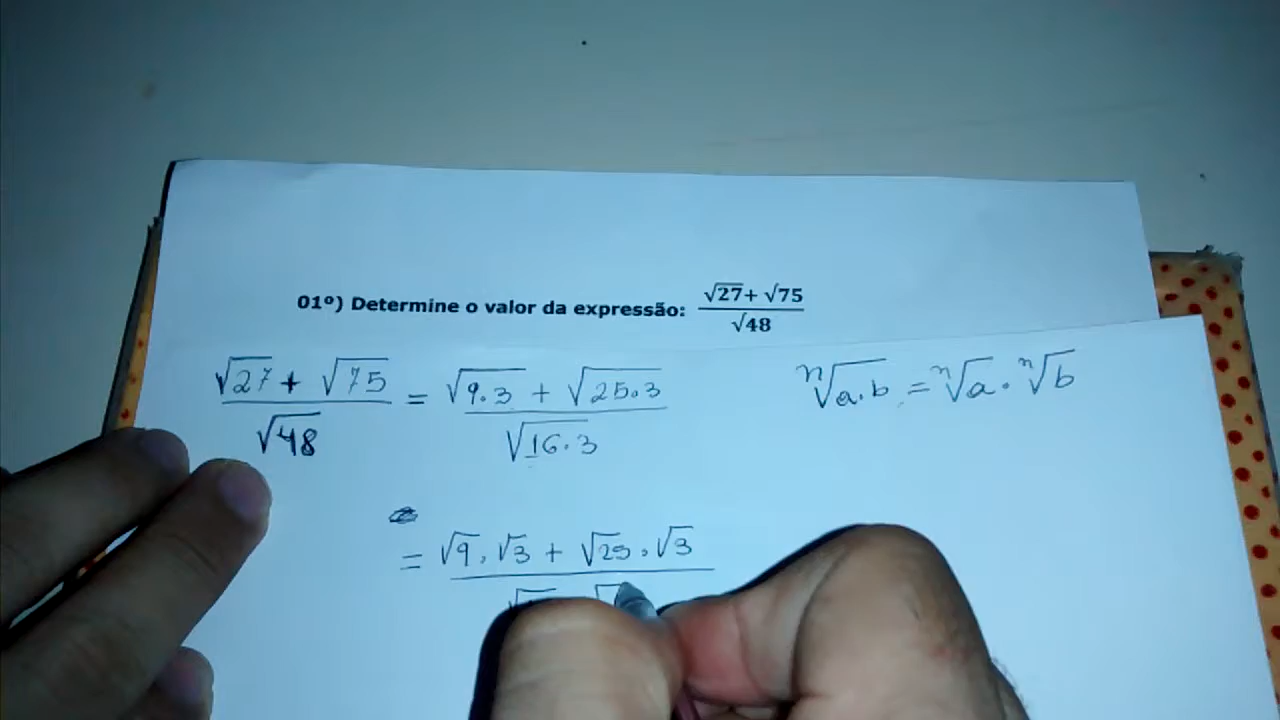 01º) Determine o valor da expressão: (√27 + √75)/√48
(√27 + √75)/√48 = (√9.3 + √25.3)/√16.3
ⁿ√a.b = ⁿ√a . ⁿ√b
= √9 . √3 + √25 . √3